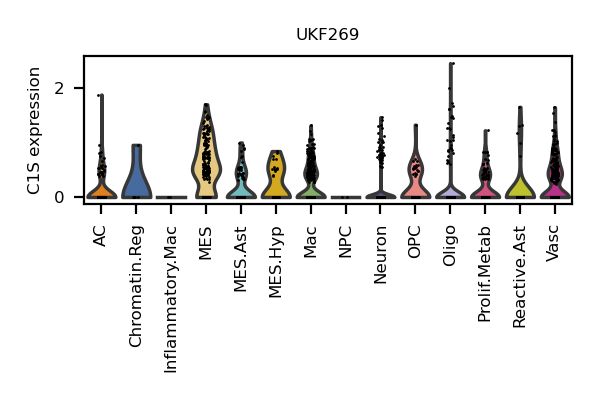 UKF269
C1S expression
2
0
AC
Chromatin.Reg
Inflammatory.Mac
MES
MES.Ast
MES.Hyp
Mac
NPC
Neuron
OPC
Oligo
Prolif.Metab
Reactive.Ast
Vasc